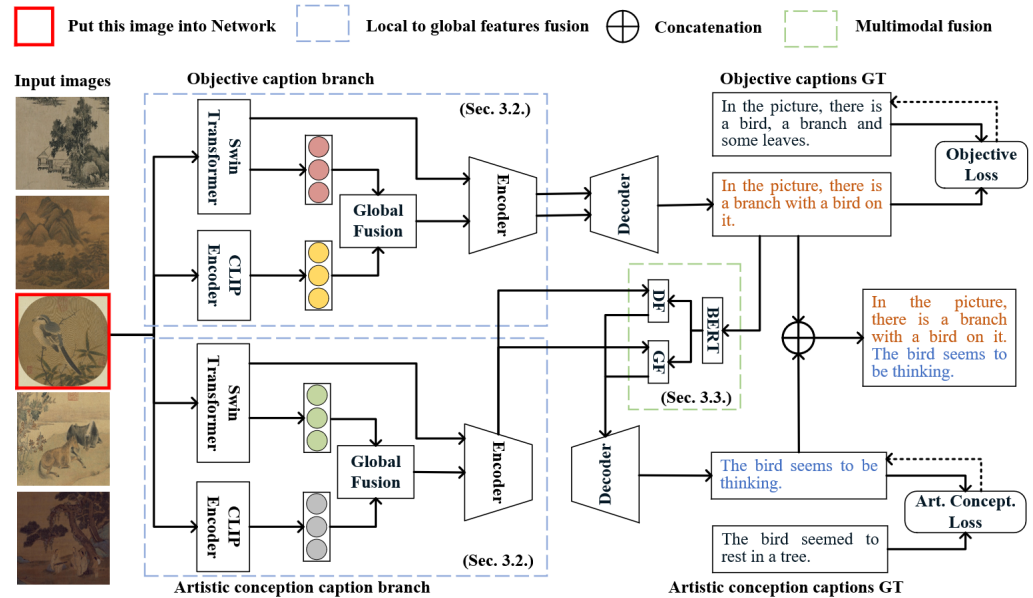 Put this image into Network
Local to global features fusion
Concatenation
Multimodal fusion
Input images
Objective caption branch
(Sec. 3.2.)
Swin
Transformer
CLIP
Encoder
Global
Fusion
Encoder
Decoder
Objective captions GT
In the picture, there is
a bird, a branch and
some leaves.
Objective
Loss
In the picture, there is
a branch with a bird on
it.
DF
GF
BERT
(Sec. 3.3.)
In the picture,
there is a branch
with a bird on it.
The bird seems to
be thinking.
Swin
Transformer
CLIP
Encoder
Global
Fusion
Encoder
Decoder
(Sec. 3.2.)
Artistic conception caption branch
The bird seems to be
thinking.
Art. Concept.
Loss
The bird seemed to
rest in a tree.
Artistic conception captions GT